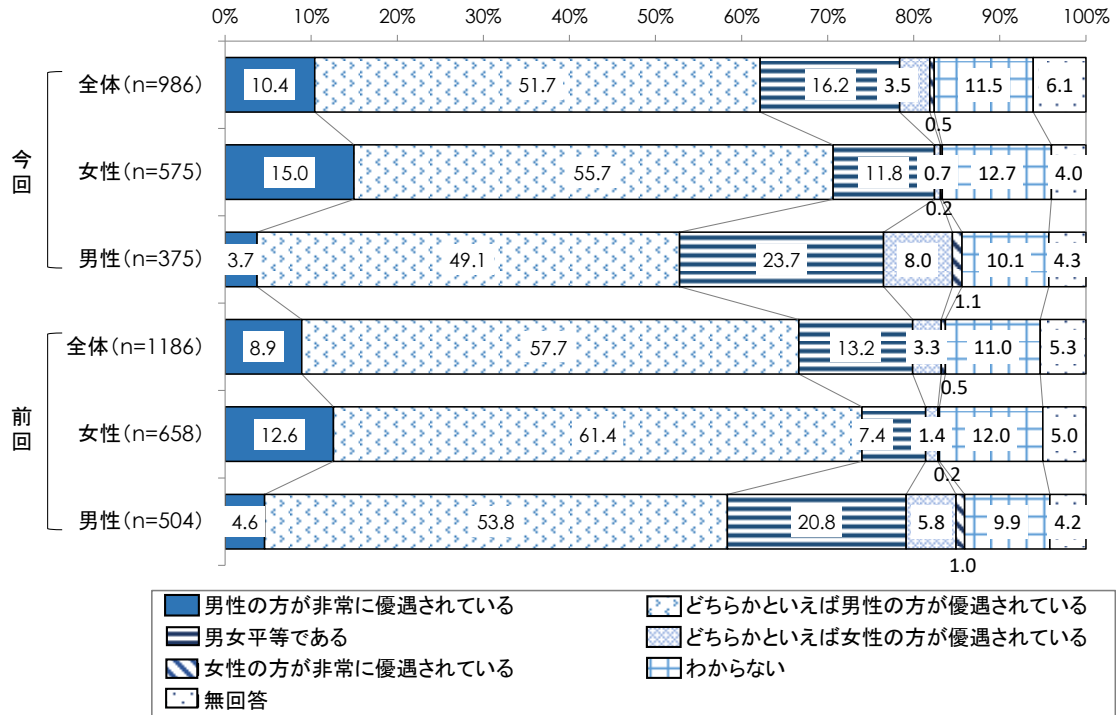 0% 10% 20% 30% 40% 50% 60% 70% 80% 90% 100%
今回
全体(n=986) 10.4 51.7 16.2 3.5 0.5 11.5 6.1
女性(n=575) 15.0 55.7 11.8 0.7 0.2 12.7 4.0
男性(n=375) 3.7 49.1 23.7 8.0 1.1 10.1 4.3
前回
全体(n=1186) 8.9 57.7 13.2 3.3 0.5 11.0 5.3
女性(n=658) 12.6 61.4 7.4 1.4 0.2 12.0 5.0
男性(n=504) 4.6 53.8 20.8 5.8 1.0 9.9 4.2
男性の方が非常に優遇されている どちらかといえば男性の方が優遇されている
男女平等である どちらかといえば女性の方が優遇されている
女性の方が非常に優遇されている わからない
無回答